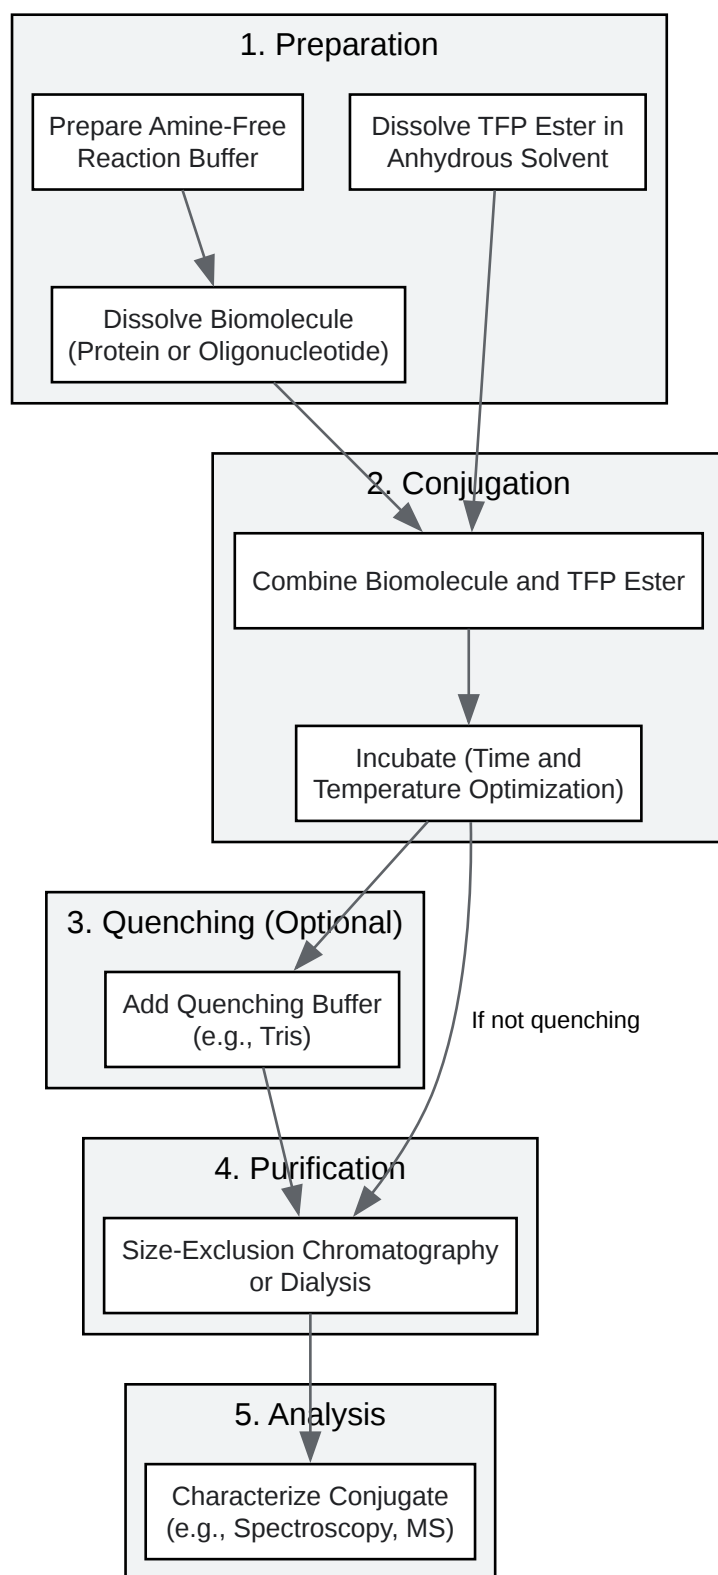 1. Preparation
Prepare Amine-Free
Reaction Buffer
Dissolve TFP Ester in
Anhydrous Solvent
Dissolve Biomolecule
(Protein or Oligonucleotide)
2. Conjugation
Combine Biomolecule and TFP Ester
Incubate (Time and
Temperature Optimization)
3. Quenching (Optional)
Add Quenching Buffer
(e.g., Tris)
If not quenching
4. Purification
Size-Exclusion Chromatography
or Dialysis
5. Analysis
Characterize Conjugate
(e.g., Spectroscopy, MS)